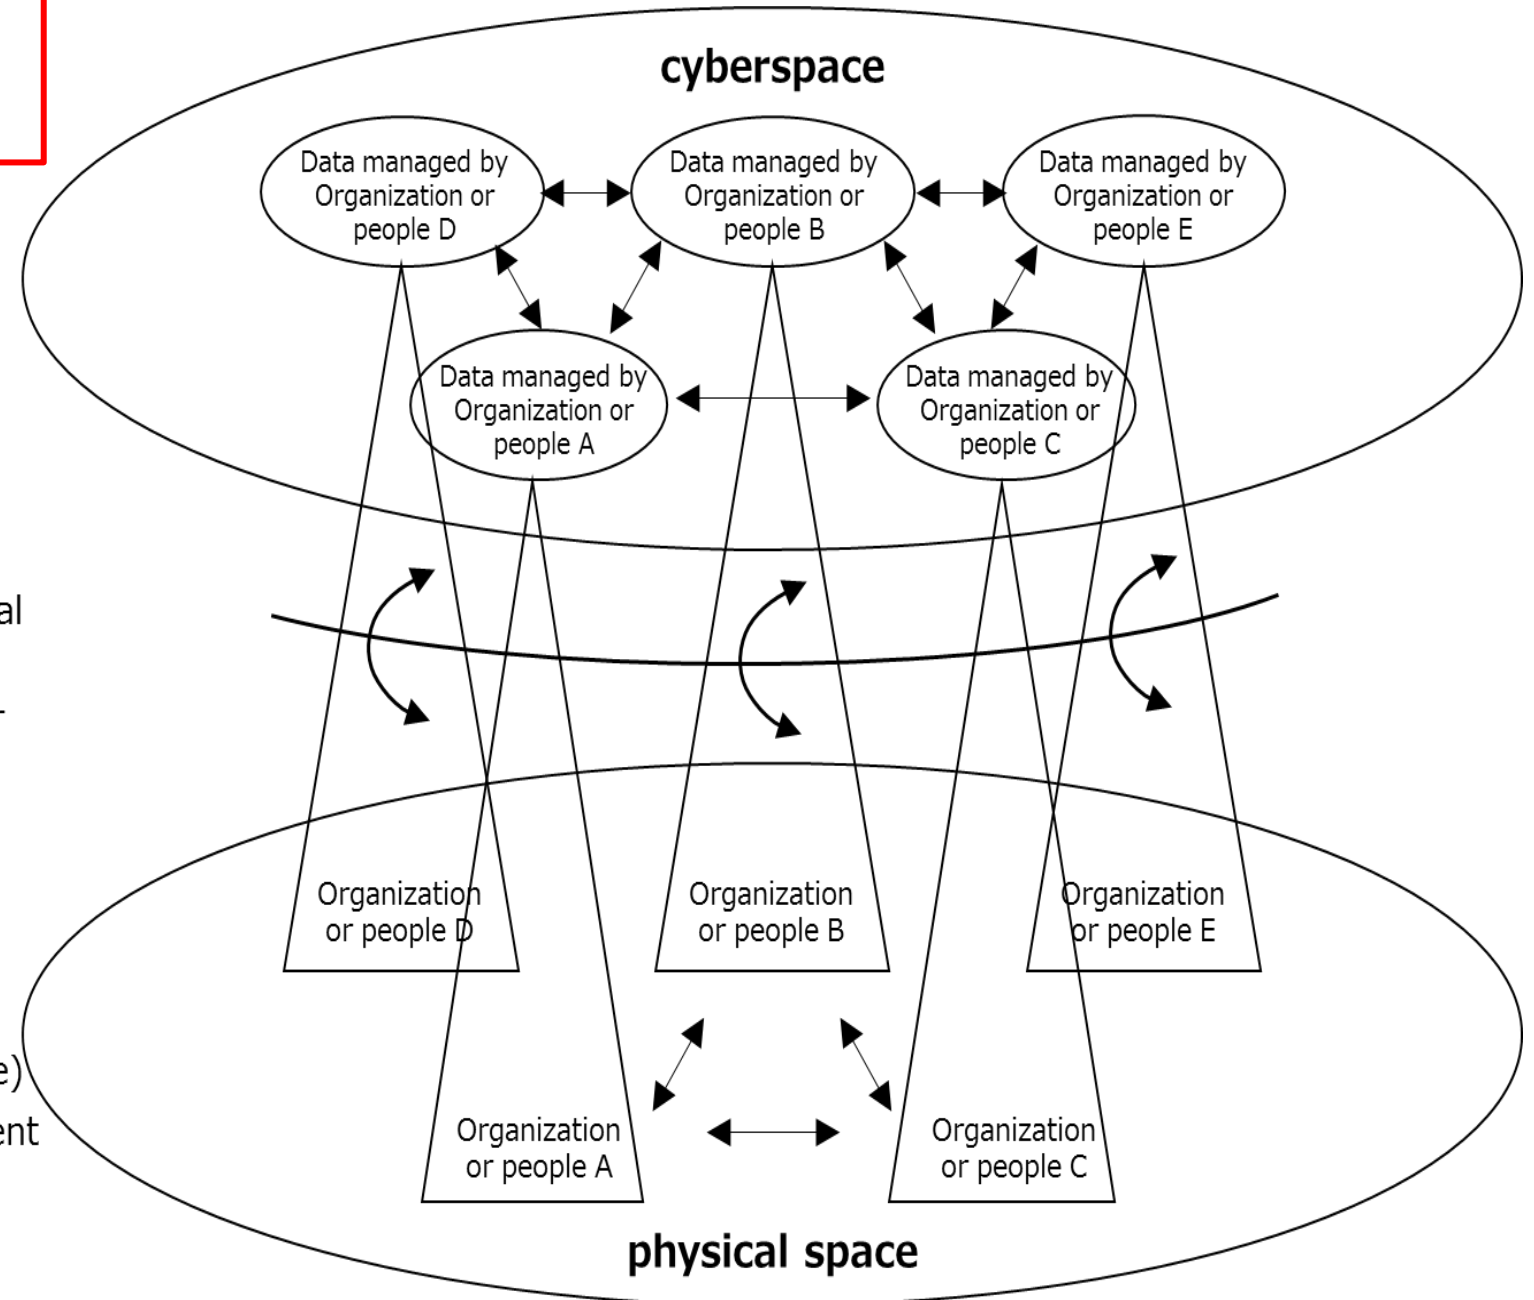 cyberspace
Data managed by
Organization or
people D
Data managed by
Organization or
people B
Data managed by
Organization or
people E
Data managed by
Organization or
people A
Data managed by
Organization or
people C
al
Organization
or people D
Organization
or people B
Organization
or people E
e)
ent
Organization
or people A
Organization
or people C
physical space